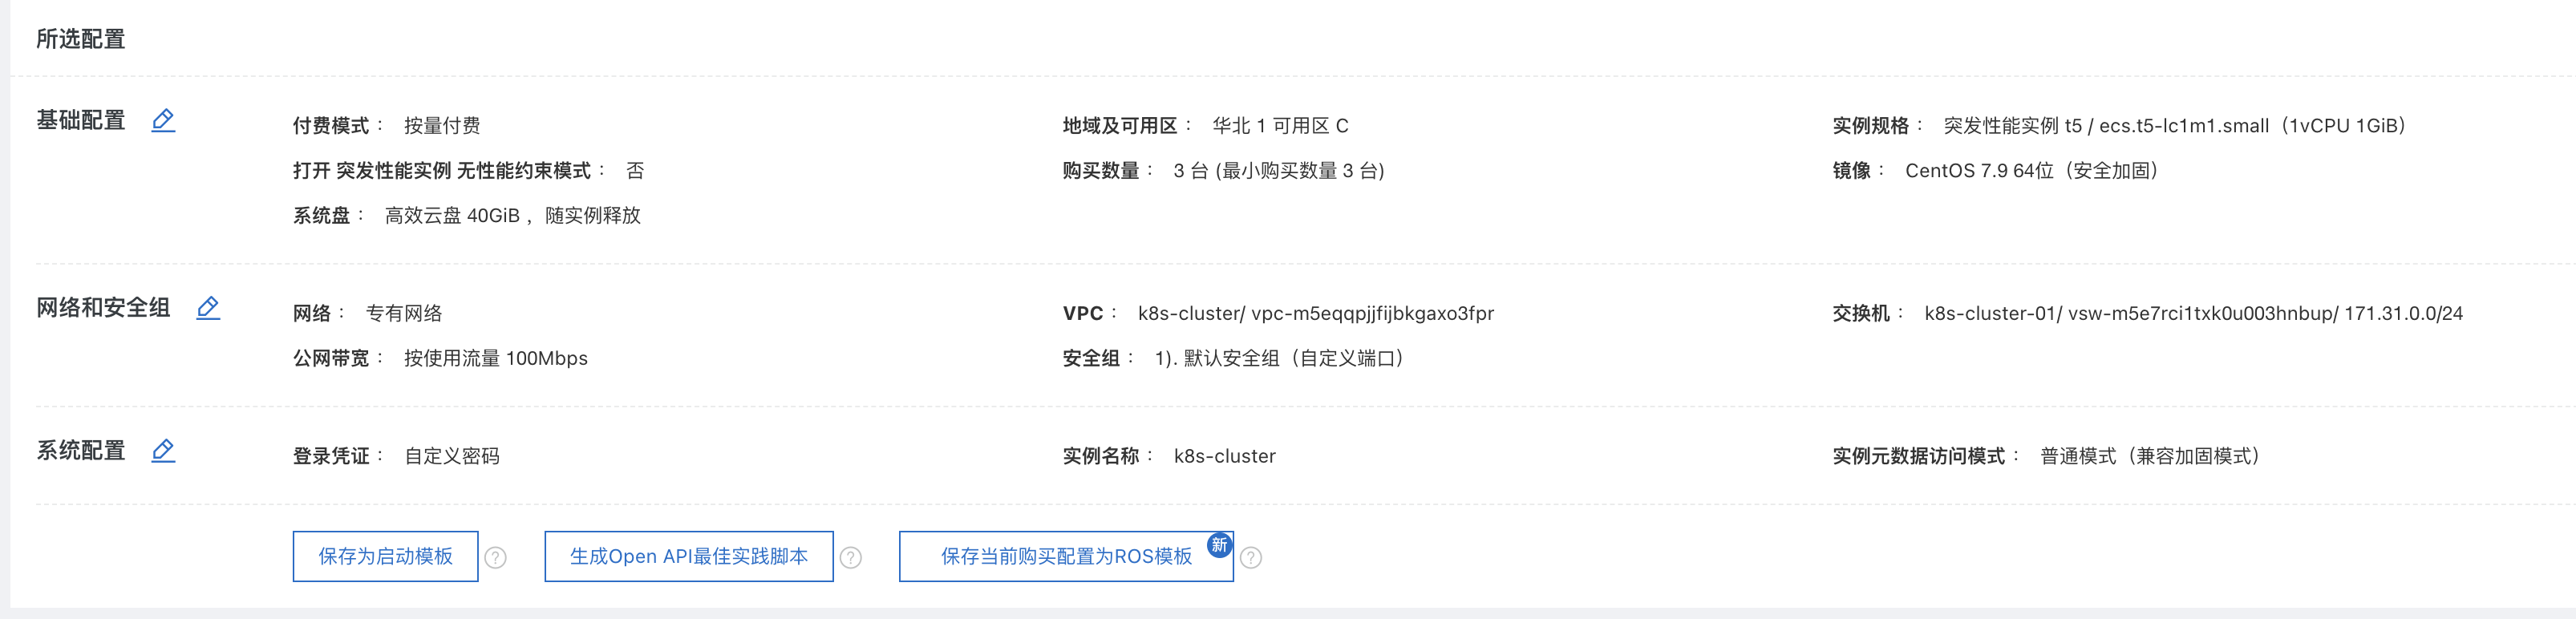 所选配置
基础配置
付费模式： 按量付费
地域及可用区： 华北 1 可用区 C
实例规格： 突发性能实例 t5 / ecs.t5-lc1m1.small（1vCPU 1GiB）
打开 突发性能实例 无性能约束模式： 否
购买数量： 3 台 (最小购买数量 3 台)
镜像： CentOS 7.9 64位（安全加固）
系统盘： 高效云盘 40GiB ，随实例释放
网络和安全组
网络： 专有网络
VPC： k8s-cluster/ vpc-m5eqqpjjfijbkgaxo3fpr
交换机： k8s-cluster-01/ vsw-m5e7rci1txk0u003hnbup/ 171.31.0.0/24
公网带宽： 按使用流量 100Mbps
安全组： 1). 默认安全组（自定义端口）
系统配置
登录凭证： 自定义密码
实例名称： k8s-cluster
实例元数据访问模式： 普通模式（兼容加固模式）
保存为启动模板 ?
生成Open API最佳实践脚本 ?
保存当前购买配置为ROS模板 新 ?